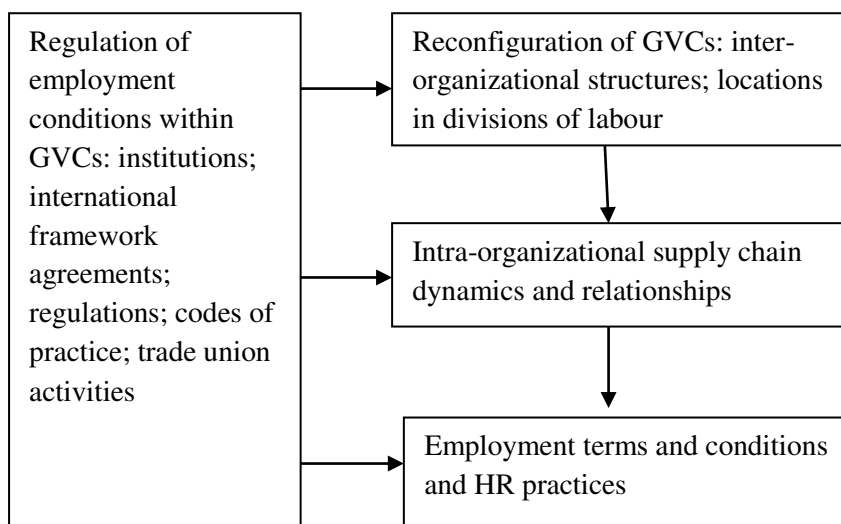 Regulation of
employment
conditions within
GVCs: institutions;
international
framework
agreements;
regulations; codes of
practice; trade union
activities
Reconfiguration of GVCs: inter-
organizational structures; locations
in divisions of labour
Intra-organizational supply chain
dynamics and relationships
Employment terms and conditions
and HR practices